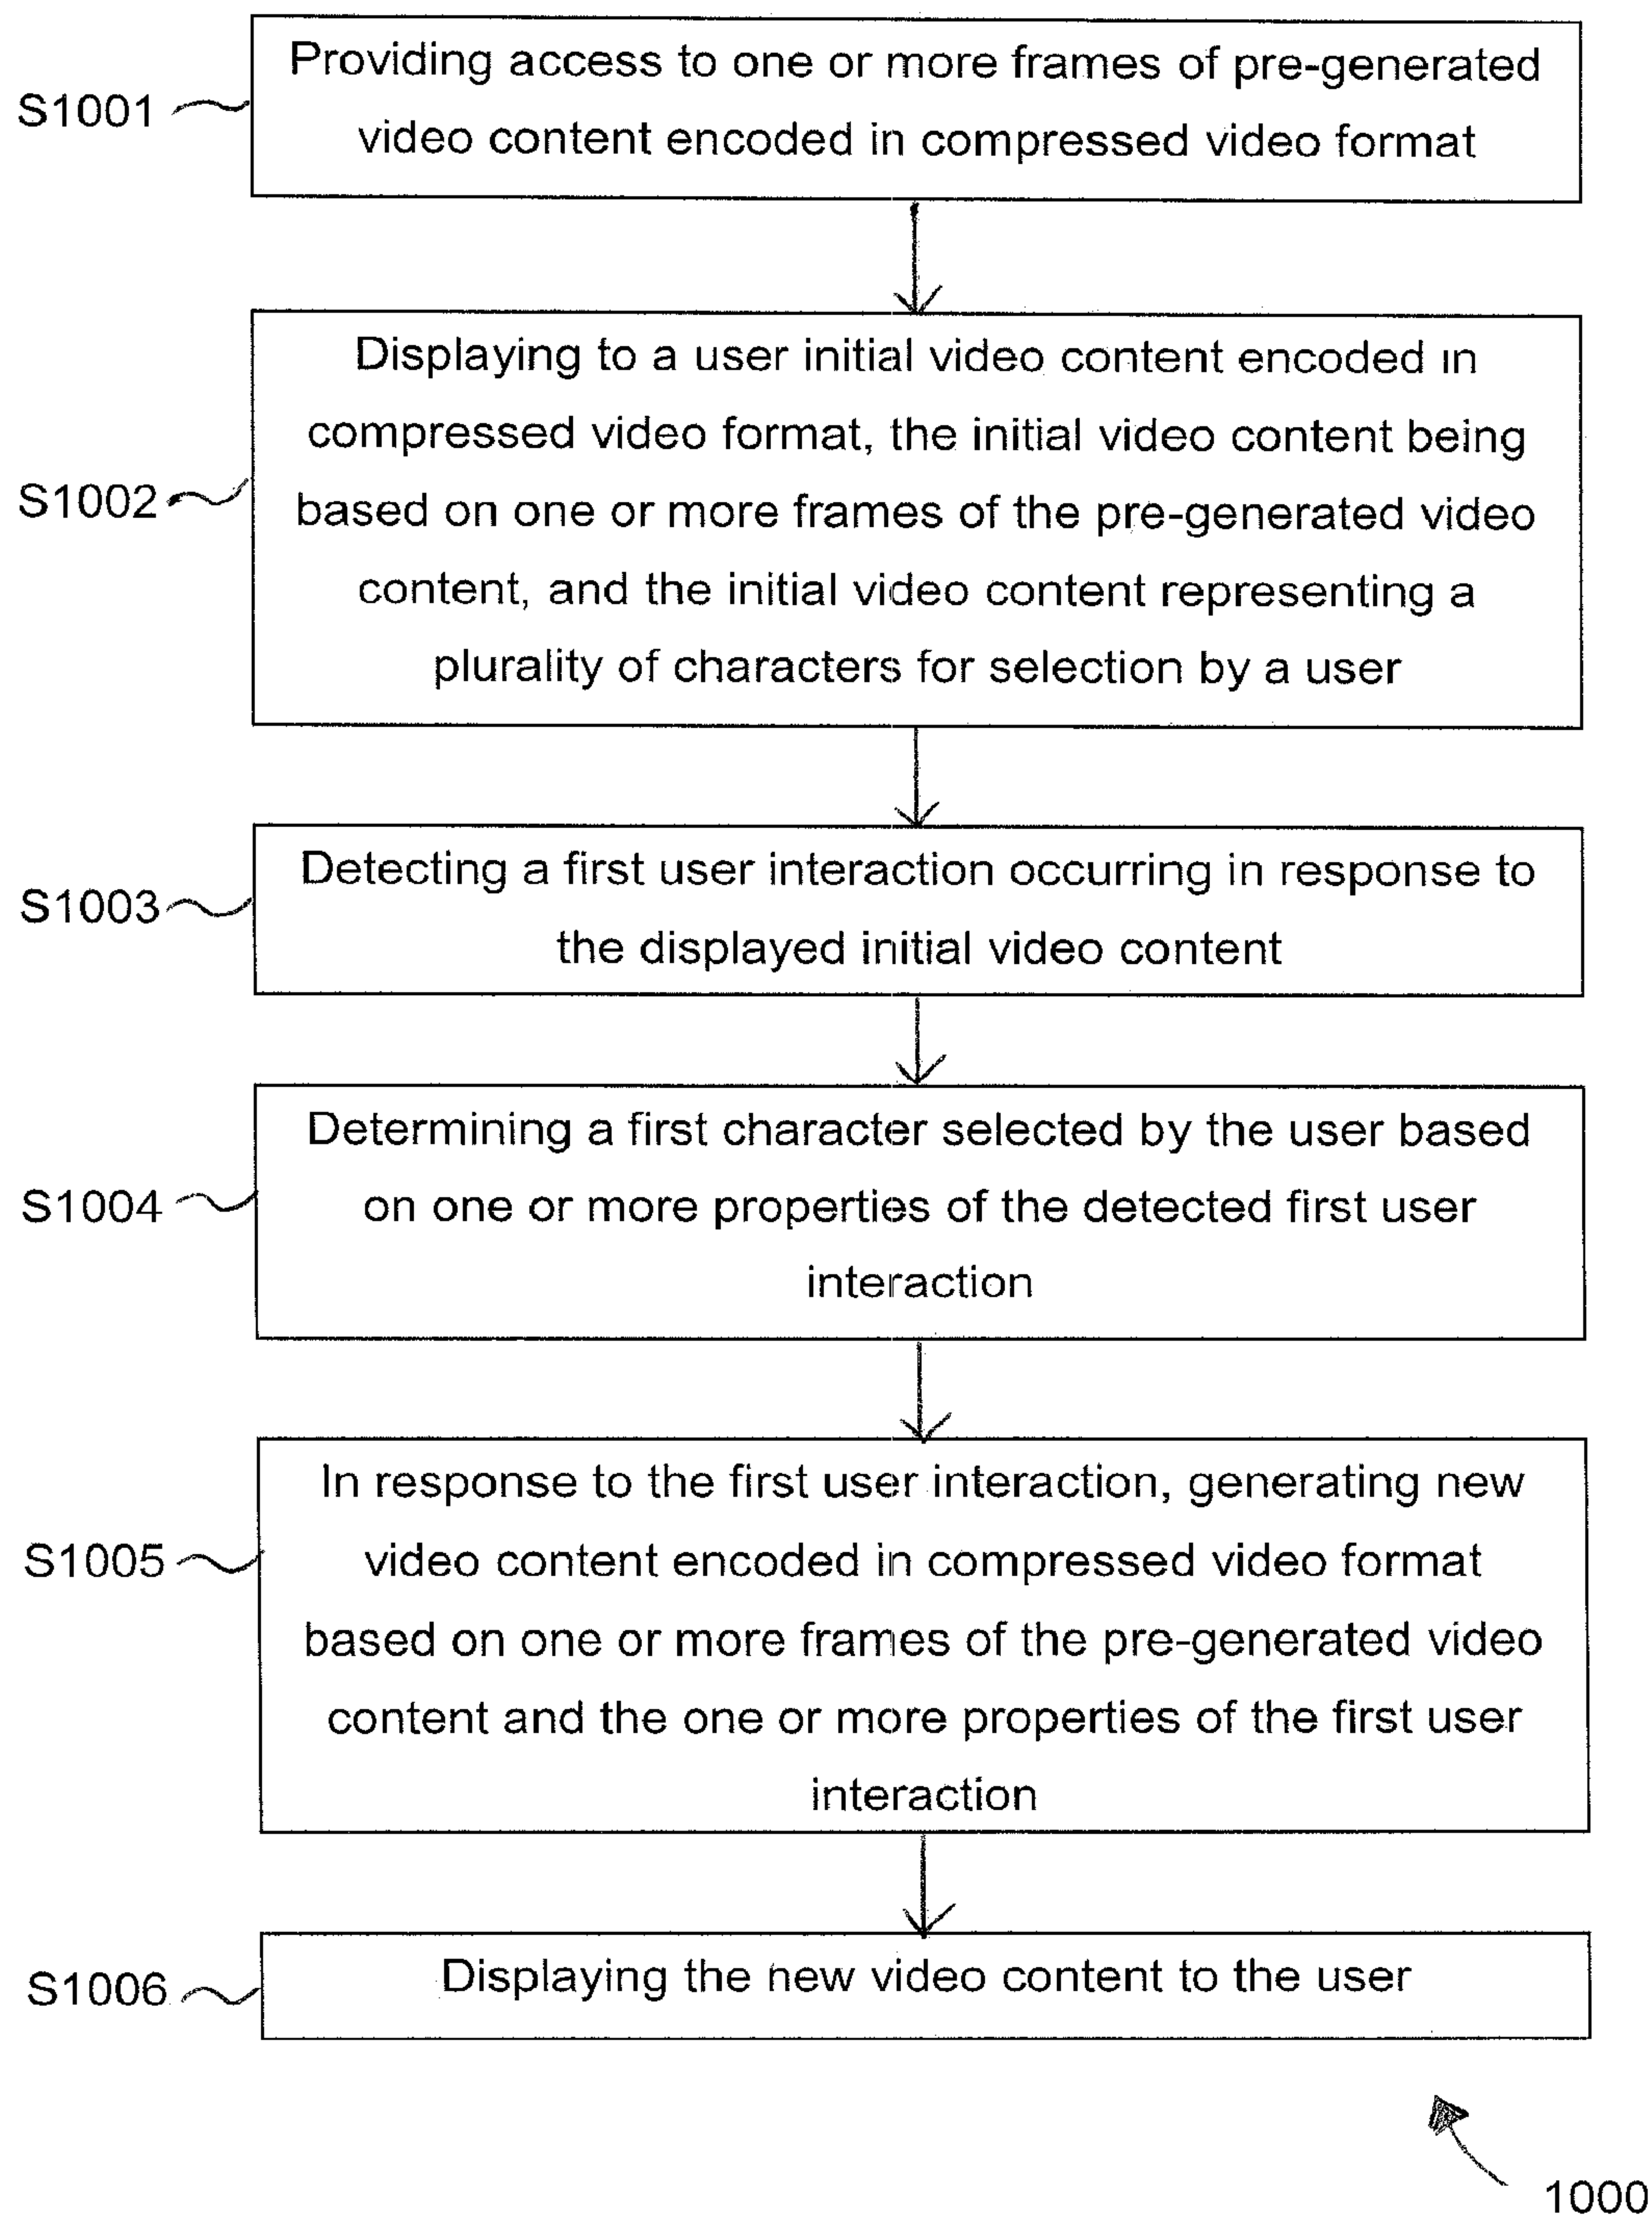 Providing access to one or more frames of pre-generated
video content encoded in compressed video format
S1001
Displaying to a user initial video content encoded in
compressed video format, the initial video content being
based on one or more frames of the pre-generated video
content, and the initial video content representing a
plurality of characters for selection by a user
S1002
Detecting a first user interaction occurring in response to
the displayed initial video content
S1003
Determining a first character selected by the user based
on one or more properties of the detected first user
interaction
S1004
In response to the first user interaction, generating new
video content encoded in compressed video format
based on one or more frames of the pre-generated video
content and the one or more properties of the first user
interaction
S1005
Displaying the new video content to the user
S1006
1000